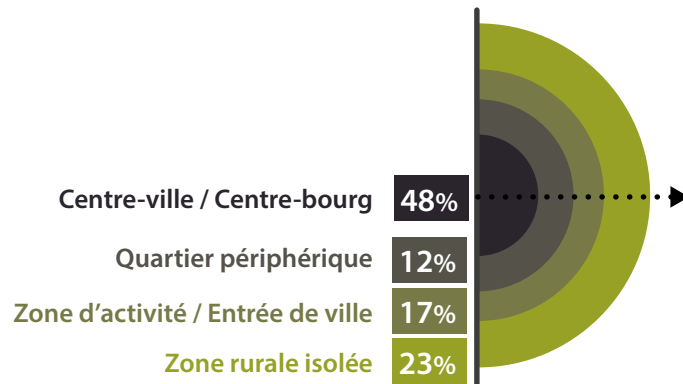 Centre-ville / Centre-bourg 48%
Quartier périphérique 12%
Zone d’activité / Entrée de ville 17%
Zone rurale isolée 23%